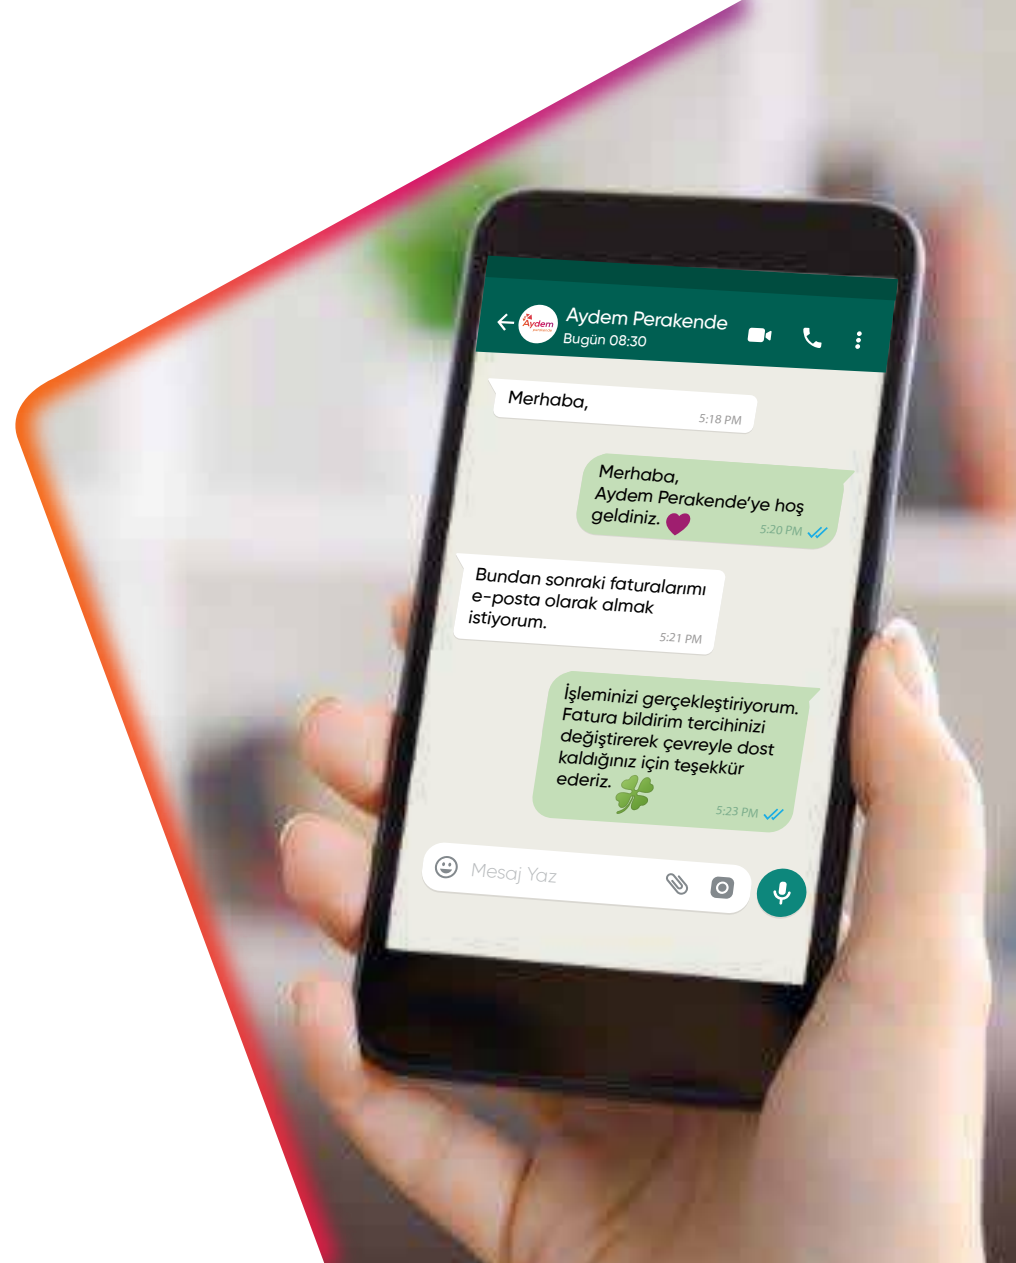 Aydem
Aydem Perakende
Bugün 08:30
Merhaba,
5:18 PM
Merhaba,
Aydem Perakende'ye hoş
geldiniz.
5:20 PM
Bundan sonraki faturalarımı
e-posta olarak almak
istiyorum.
5:21 PM
İşleminizi gerçekleştiriyorum.
Fatura bildirim tercihinizi
değiştirerek çevreyle dost
kaldığınız için teşekkür
ederiz.
5:23 PM
Mesaj Yaz